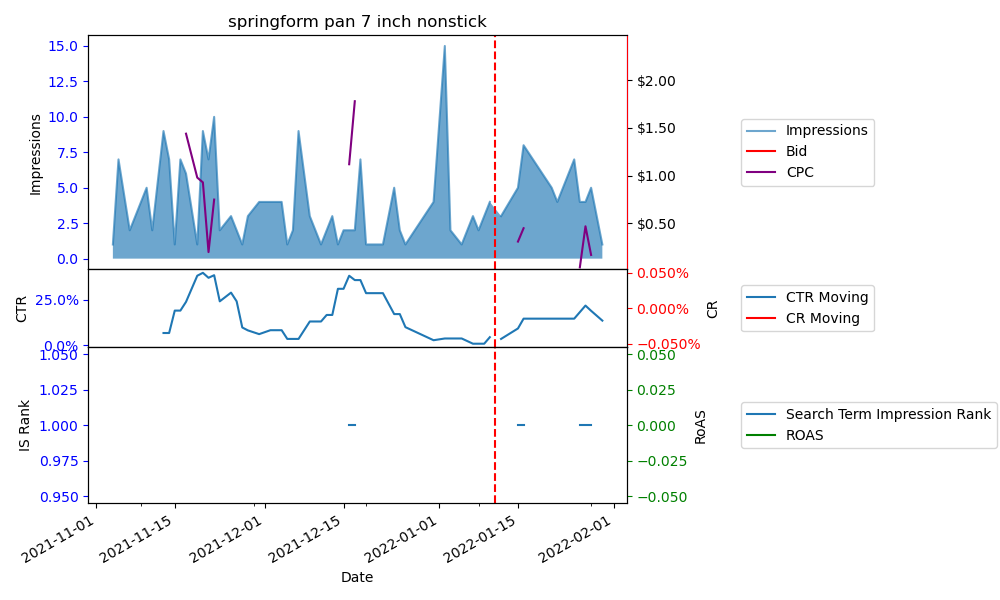 springform pan 7 inch nonstick
15.0
12.5
10.0
7.5
5.0
2.5
0.0
Impressions
$2.00
$1.50
$1.00
$0.50
Impressions
Bid
CPC
25.0%
0.0%
CTR
0.050%
0.000%
−0.050%
CR
CTR Moving
CR Moving
1.050
1.025
1.000
0.975
0.950
IS Rank
0.050
0.025
0.000
−0.025
−0.050
RoAS
Search Term Impression Rank
ROAS
2021-11-01
2021-11-15
2021-12-01
2021-12-15
2022-01-01
2022-01-15
2022-02-01
Date